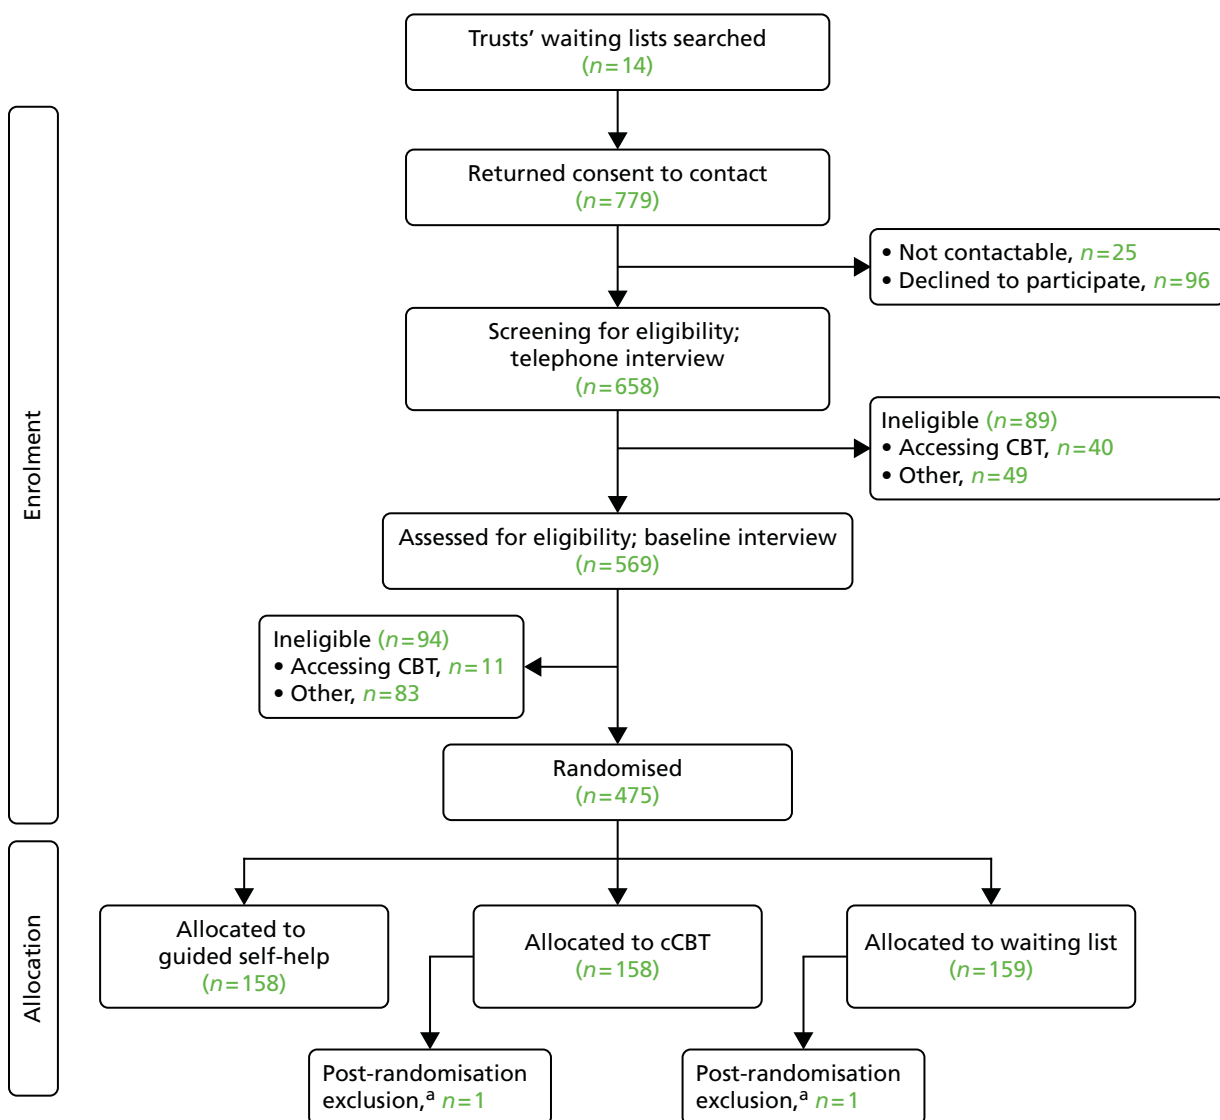 Trusts’ waiting lists searched
(n=14)
Enrolment
Returned consent to contact
(n=779)
• Not contactable, n=25
• Declined to participate, n=96
Screening for eligibility;
telephone interview
(n=658)
Ineligible (n=89)
• Accessing CBT, n=40
• Other, n=49
Assessed for eligibility; baseline interview
(n=569)
Ineligible (n=94)
• Accessing CBT, n=11
• Other, n=83
Randomised
(n=475)
Allocation
Allocated to
guided self-help
(n=158)
Allocated to cCBT
(n=158)
Allocated to waiting list
(n=159)
Post-randomisation
exclusion,a n=1
Post-randomisation
exclusion,a n=1